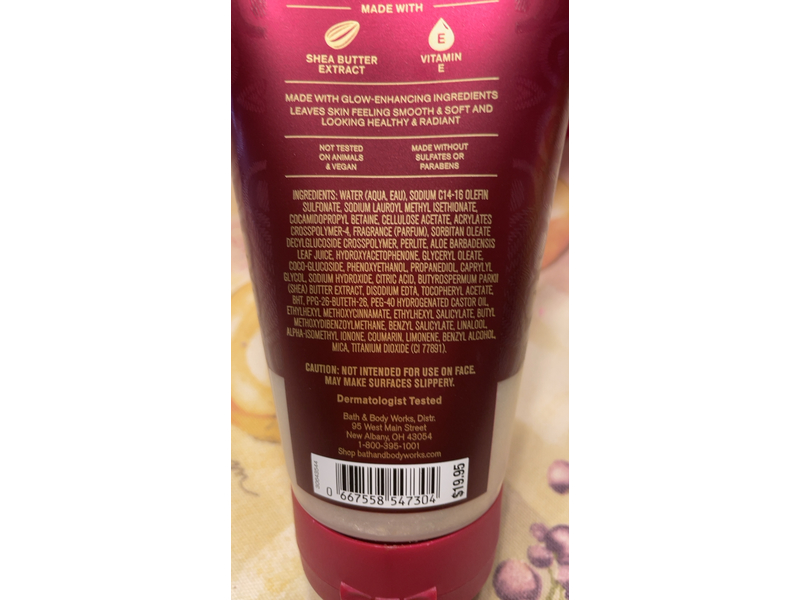 MADE WITH
SHEA BUTTER
EXTRACT
E
VITAMIN
E
MADE WITH GLOW-ENHANCING INGREDIENTS
LEAVES SKIN FEELING SMOOTH & SOFT AND
LOOKING HEALTHY & RADIANT
NOT TESTED
ON ANIMALS
& VEGAN
MADE WITHOUT
SULFATES OR
PARABENS
INGREDIENTS: WATER (AQUA, EAU), SODIUM C14-16 OLEFIN
SULFONATE, SODIUM LAUROYL METHYL ISETHIONATE,
COCAMIDOPROPYL BETAINE, CELLULOSE ACETATE, ACRYLATES
CROSSPOLYMER-4, FRAGRANCE (PARFUM), SORBITAN OLEATE
DECYLGLUCOSIDE CROSSPOLYMER, PERLITE, ALOE BARBADENSIS
LEAF JUICE, HYDROXYACETOPHENONE, GLYCERYL OLEATE,
COCO-GLUCOSIDE, PHENOXYETHANOL, PROPANEDIOL, CAPRYLYL
GLYCOL, SODIUM HYDROXIDE, CITRIC ACID, BUTYROSPERMUM PARKII
(SHEA) BUTTER EXTRACT, DISODIUM EDTA, TOCOPHERYL ACETATE,
BHT, PPG-26-BUTETH-26, PEG-40 HYDROGENATED CASTOR OIL,
ETHYLHEXYL METHOXYCINNAMATE, ETHYLHEXYL SALICYLATE, BUTYL
METHOXYDIBENZOYLMETHANE, BENZYL SALICYLATE, LINALOOL,
ALPHA-ISOMETHYL IONONE, COUMARIN, LIMONENE, BENZYL ALCOHOL,
MICA, TITANIUM DIOXIDE (CI 77891).
CAUTION: NOT INTENDED FOR USE ON FACE.
MAY MAKE SURFACES SLIPPERY.
Dermatologist Tested
Bath & Body Works, Distr.
95 West Main Street
New Albany, OH 43054
1-800-395-1001
Shop bathandbodyworks.com
0 667558 547304
$19.95